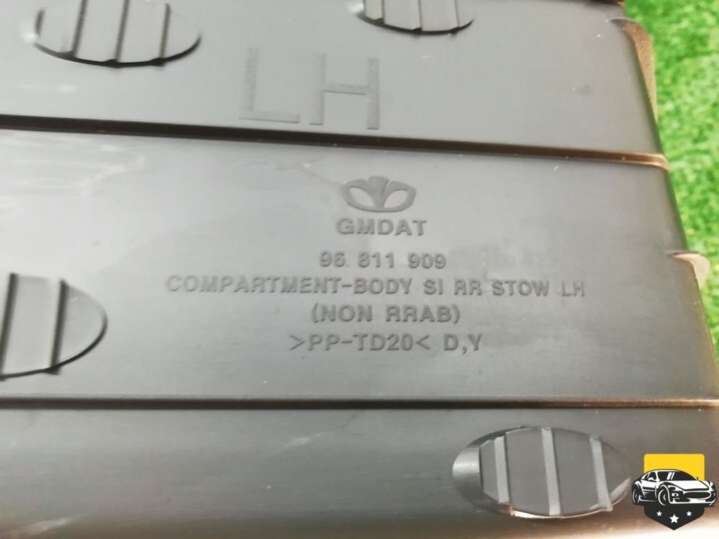 LH
GMDAT
96 811 909
COMPARTMENT-BODY SI RR STOW LH
(NON RRAB)
>PP-TD20< D,Y